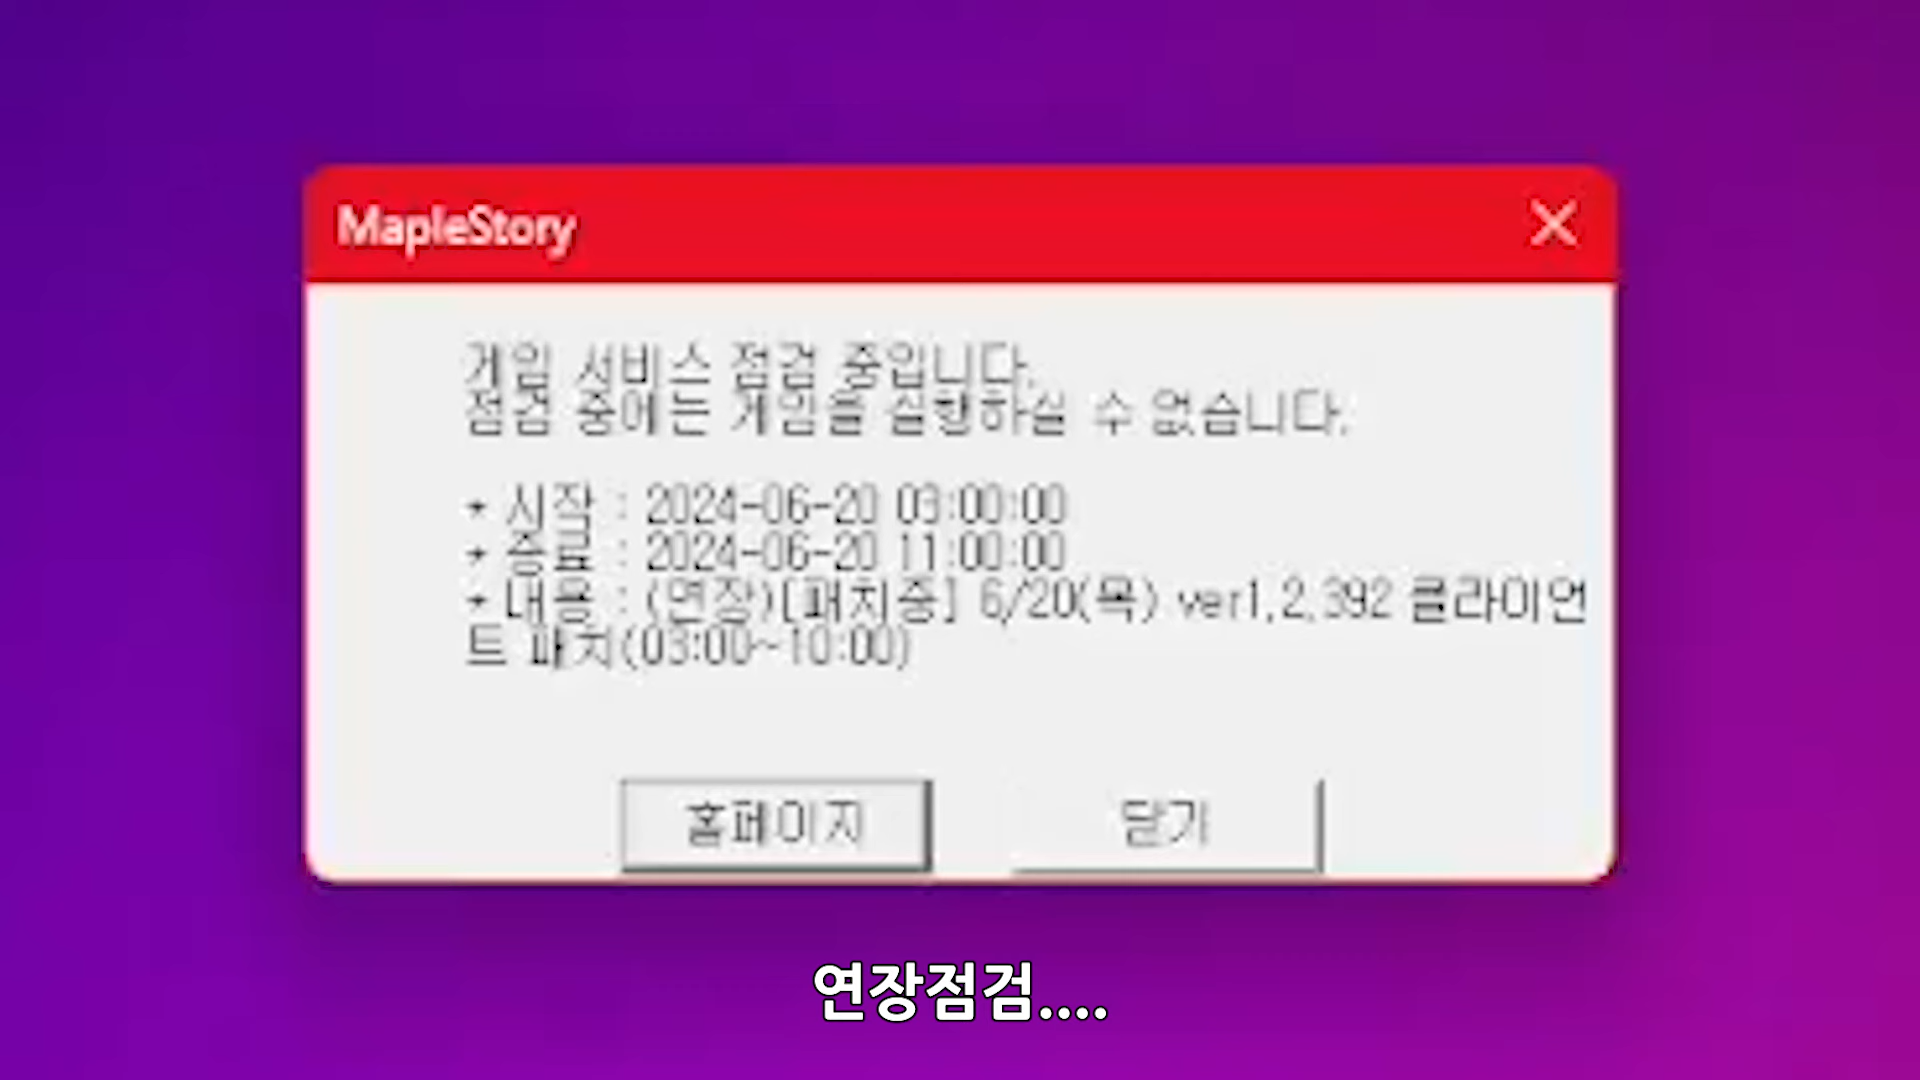 MapleStory
게임 서비스 점검 중입니다.
점검 중에는 게임을 실행하실 수 없습니다.
* 시작 : 2024-06-20 03:00:00
* 종료 : 2024-06-20 11:00:00
* 내용 : (연장)[패치중] 6/20(목) ver1.2.392 클라이언
트 패치(03:00~10:00)
홈페이지
닫기
연장점검....